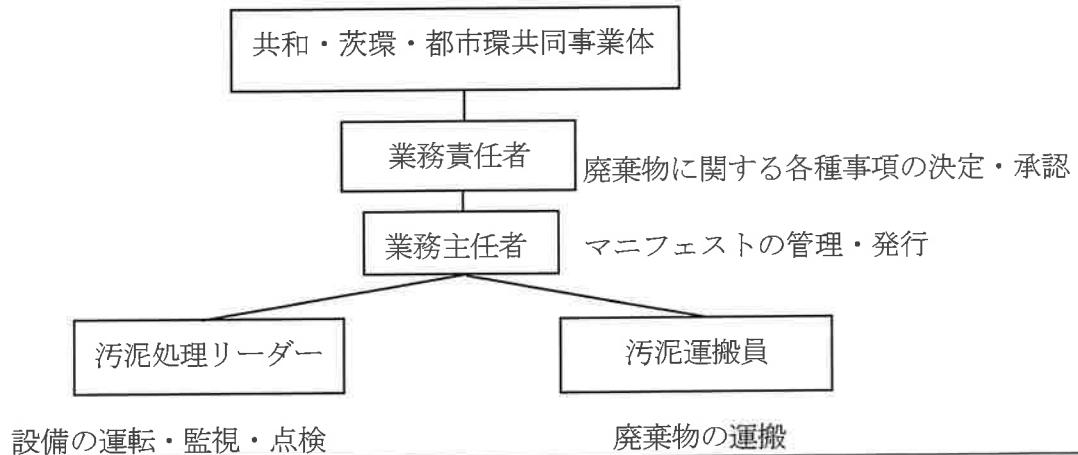 共和・茨環・都市環共同事業体
業務責任者
廃棄物に関する各種事項の決定・承認
業務主任者
マニフェストの管理・発行
汚泥処理リーダー
汚泥運搬員
設備の運転・監視・点検
廃棄物の運搬